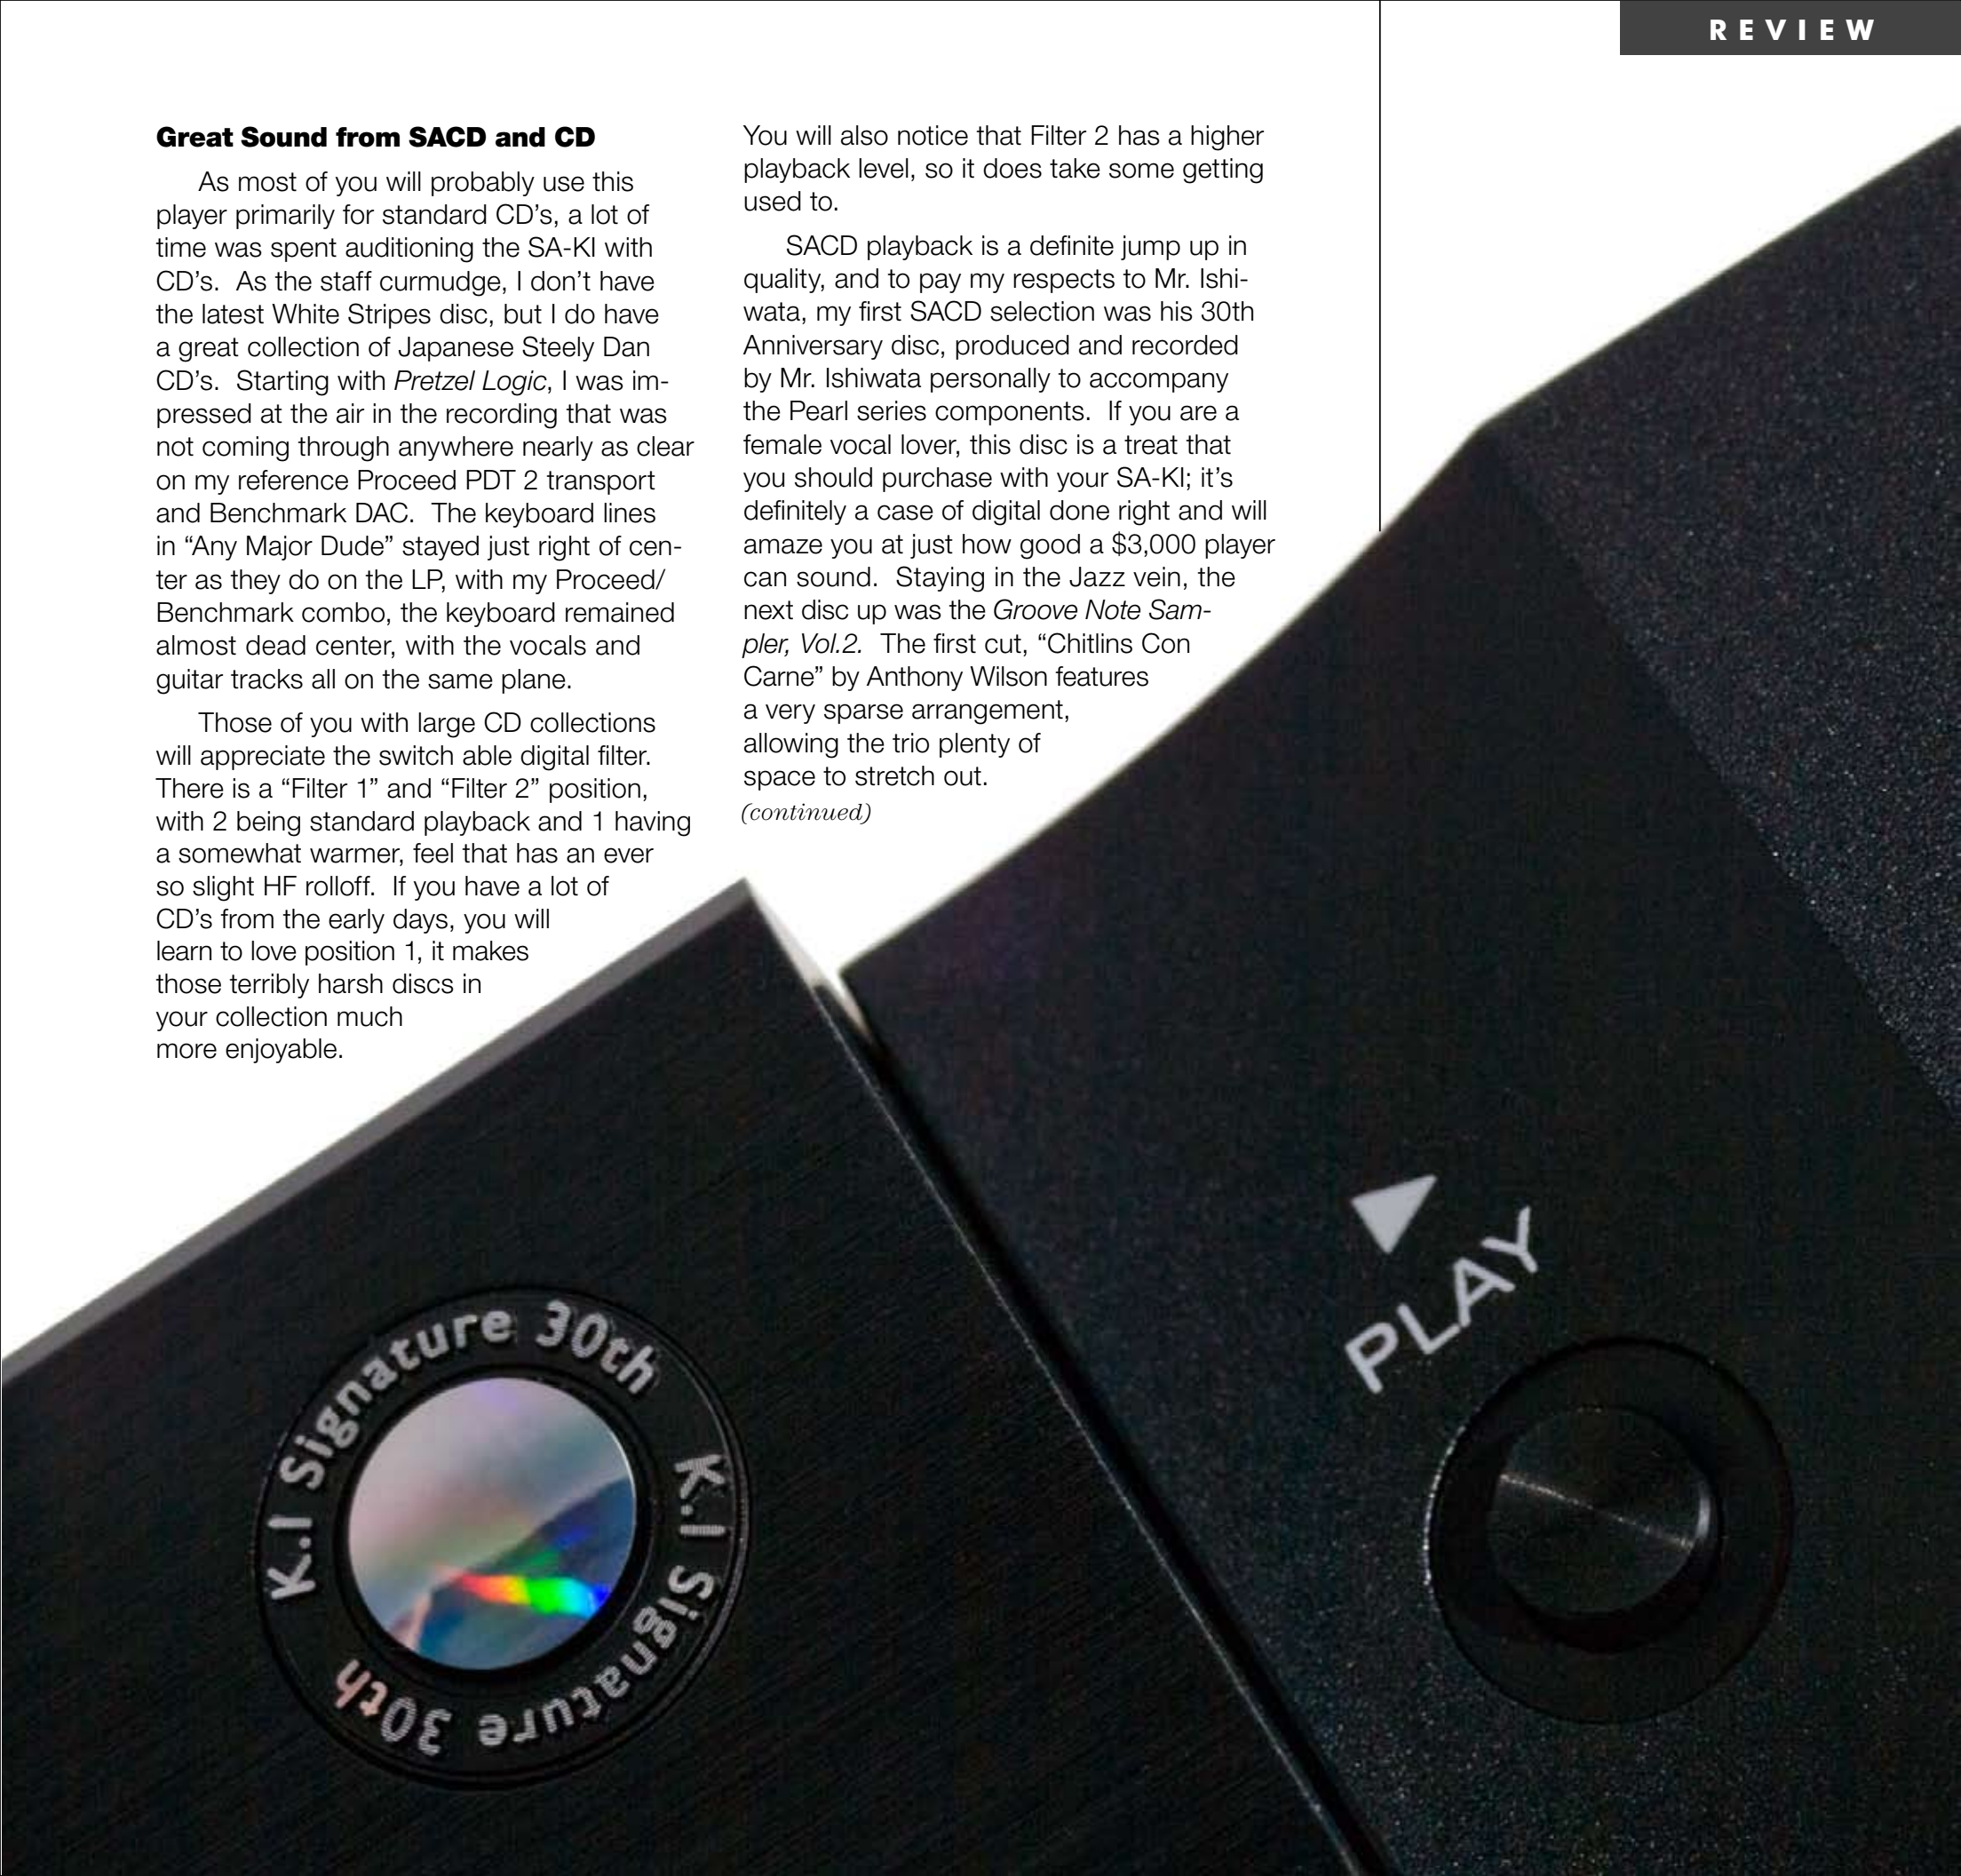 REVIEW
Great Sound from SACD and CD
As most of you will probably use this
player primarily for standard CD's, a lot of
time was spent auditioning the SA-KI with
CD's.  As the staff curmudge, I don't have
the latest White Stripes disc, but I do have
a great collection of Japanese Steely Dan
CD's.  Starting with Pretzel Logic, I was im-
pressed at the air in the recording that was
not coming through anywhere nearly as clear
on my reference Proceed PDT 2 transport
and Benchmark DAC.  The keyboard lines
in “Any Major Dude” stayed just right of cen-
ter as they do on the LP, with my Proceed/
Benchmark combo, the keyboard remained
almost dead center, with the vocals and
guitar tracks all on the same plane.
Those of you with large CD collections
will appreciate the switch able digital filter.
There is a “Filter 1” and “Filter 2” position,
with 2 being standard playback and 1 having
a somewhat warmer, feel that has an ever
so slight HF rolloff.  If you have a lot of
CD's from the early days, you will
learn to love position 1, it makes
those terribly harsh discs in
your collection much
more enjoyable.
You will also notice that Filter 2 has a higher
playback level, so it does take some getting
used to.
SACD playback is a definite jump up in
quality, and to pay my respects to Mr. Ishi-
wata, my first SACD selection was his 30th
Anniversary disc, produced and recorded
by Mr. Ishiwata personally to accompany
the Pearl series components.  If you are a
female vocal lover, this disc is a treat that
you should purchase with your SA-KI; it's
definitely a case of digital done right and will
amaze you at just how good a $3,000 player
can sound.  Staying in the Jazz vein, the
next disc up was the Groove Note Sam-
pler, Vol.2.  The first cut, “Chitlins Con
Carne” by Anthony Wilson features
a very sparse arrangement,
allowing the trio plenty of
space to stretch out.
(continued)
PLAY
K.I Signature 30th
K.I Signature 30th